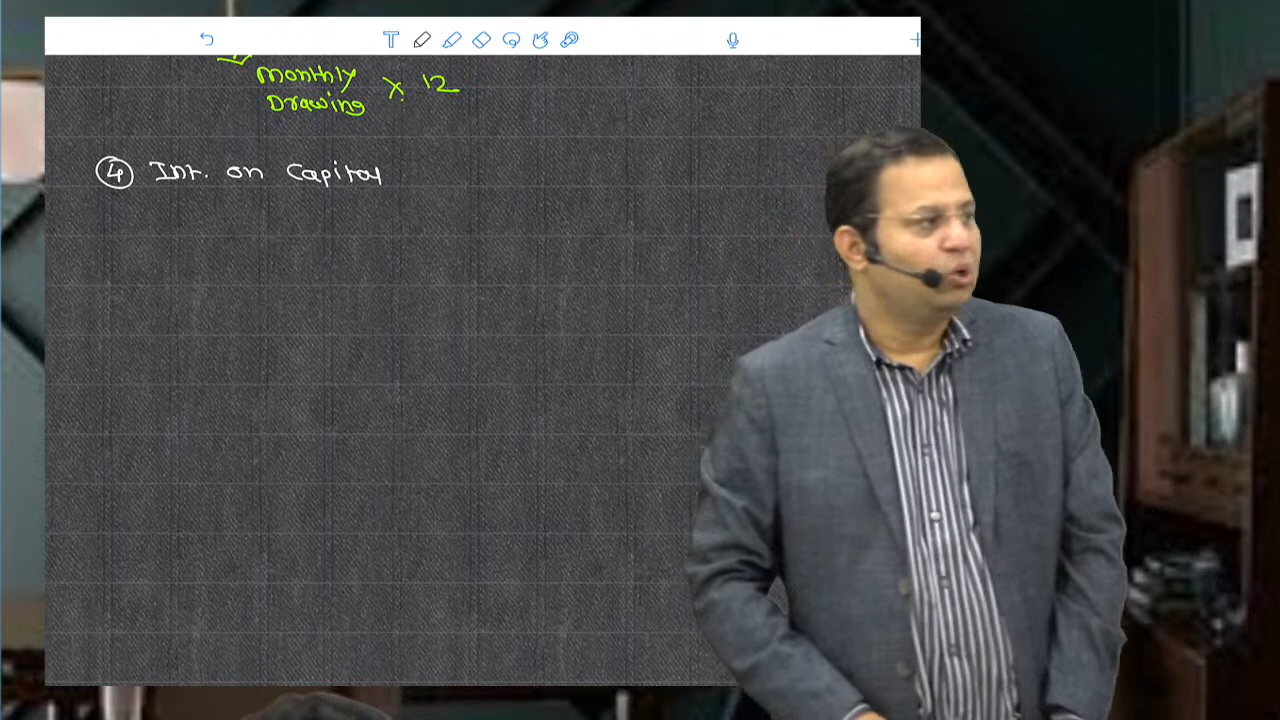 Monthly
Drawing × 12
④ Int. on Capital